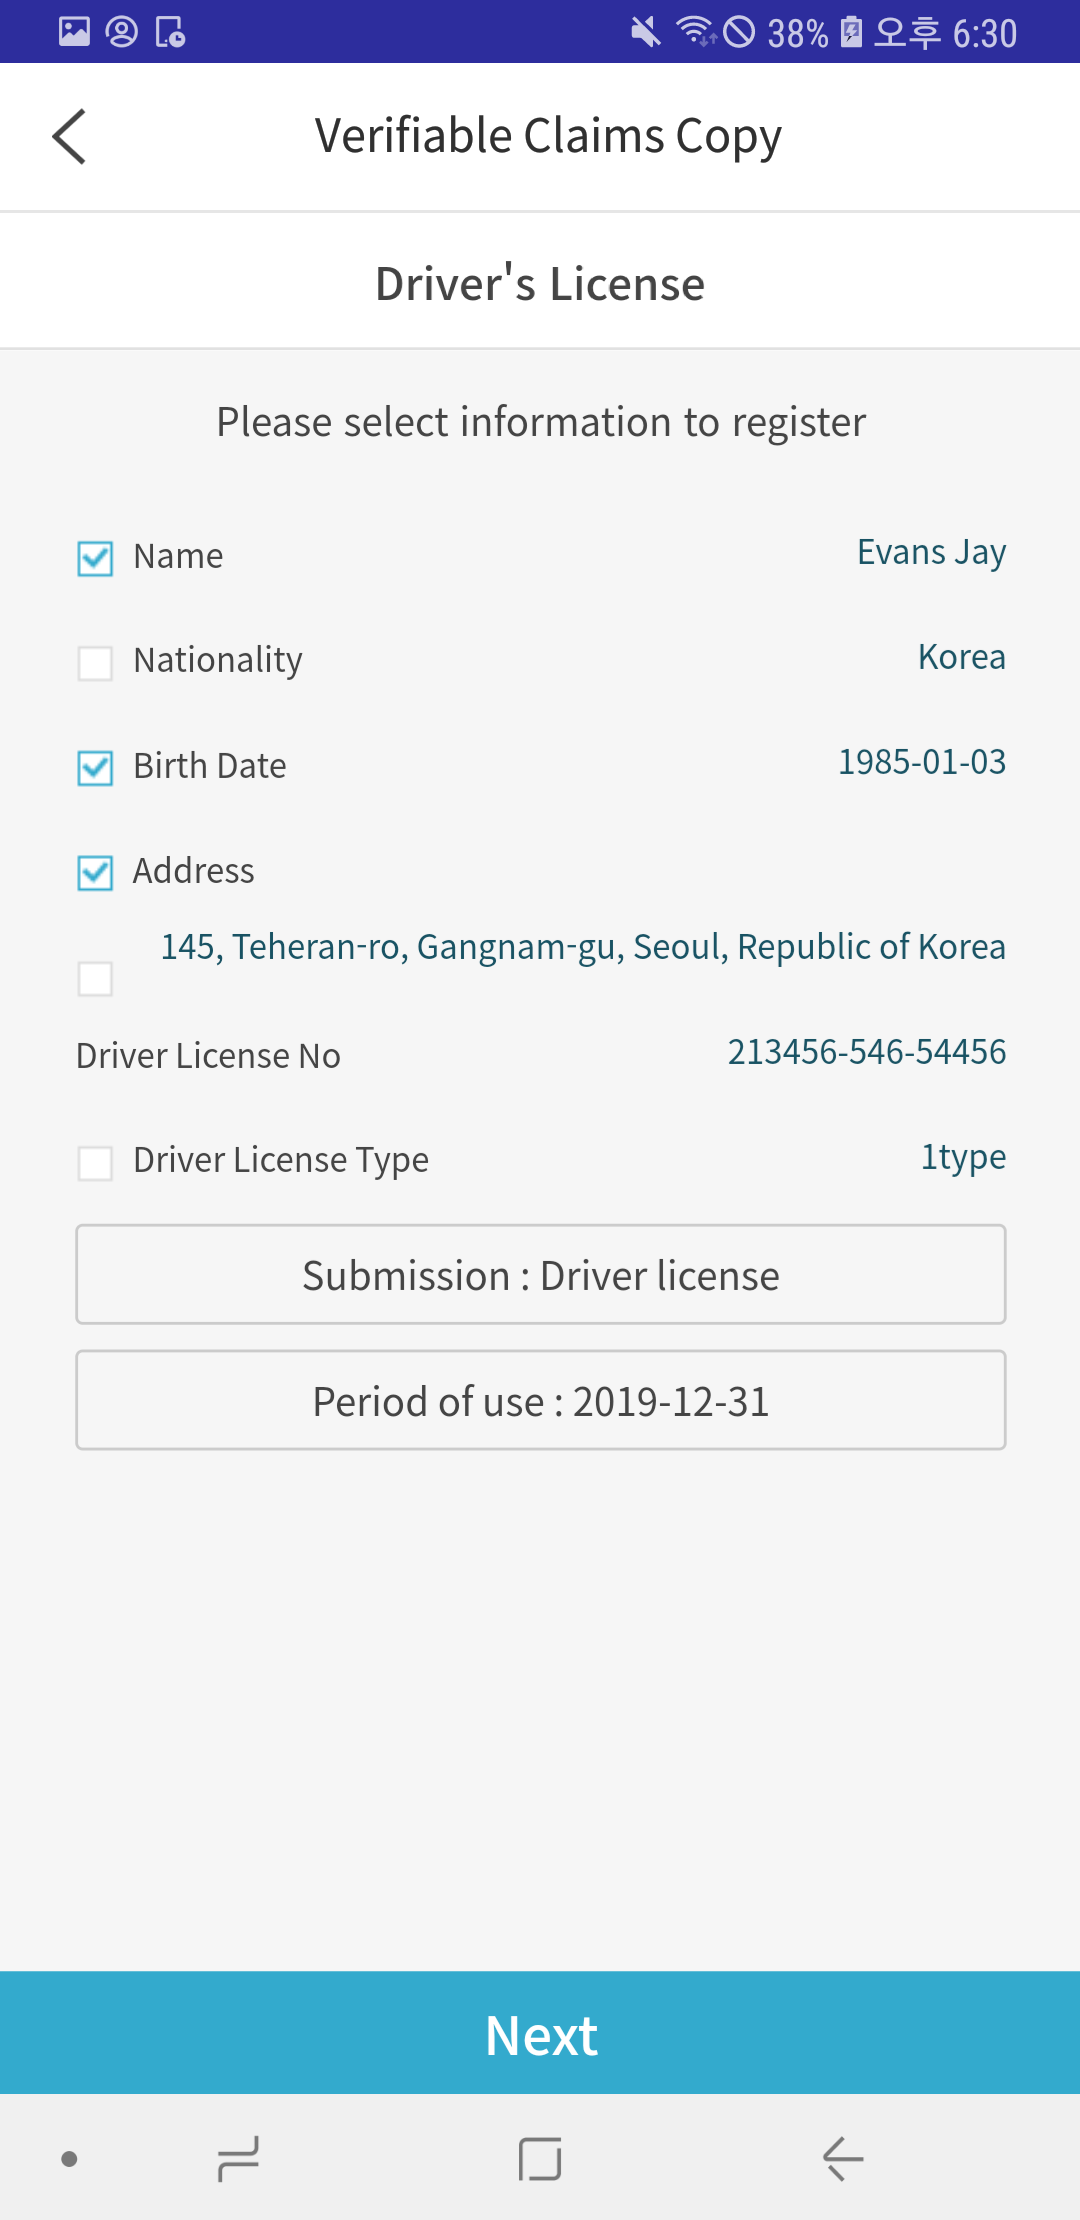 38% 오후 6:30
Verifiable Claims Copy
Driver's License
Please select information to register
Name Evans Jay
Nationality Korea
Birth Date 1985-01-03
Address
145, Teheran-ro, Gangnam-gu, Seoul, Republic of Korea
Driver License No 213456-546-54456
Driver License Type 1type
Submission : Driver license
Period of use : 2019-12-31
Next